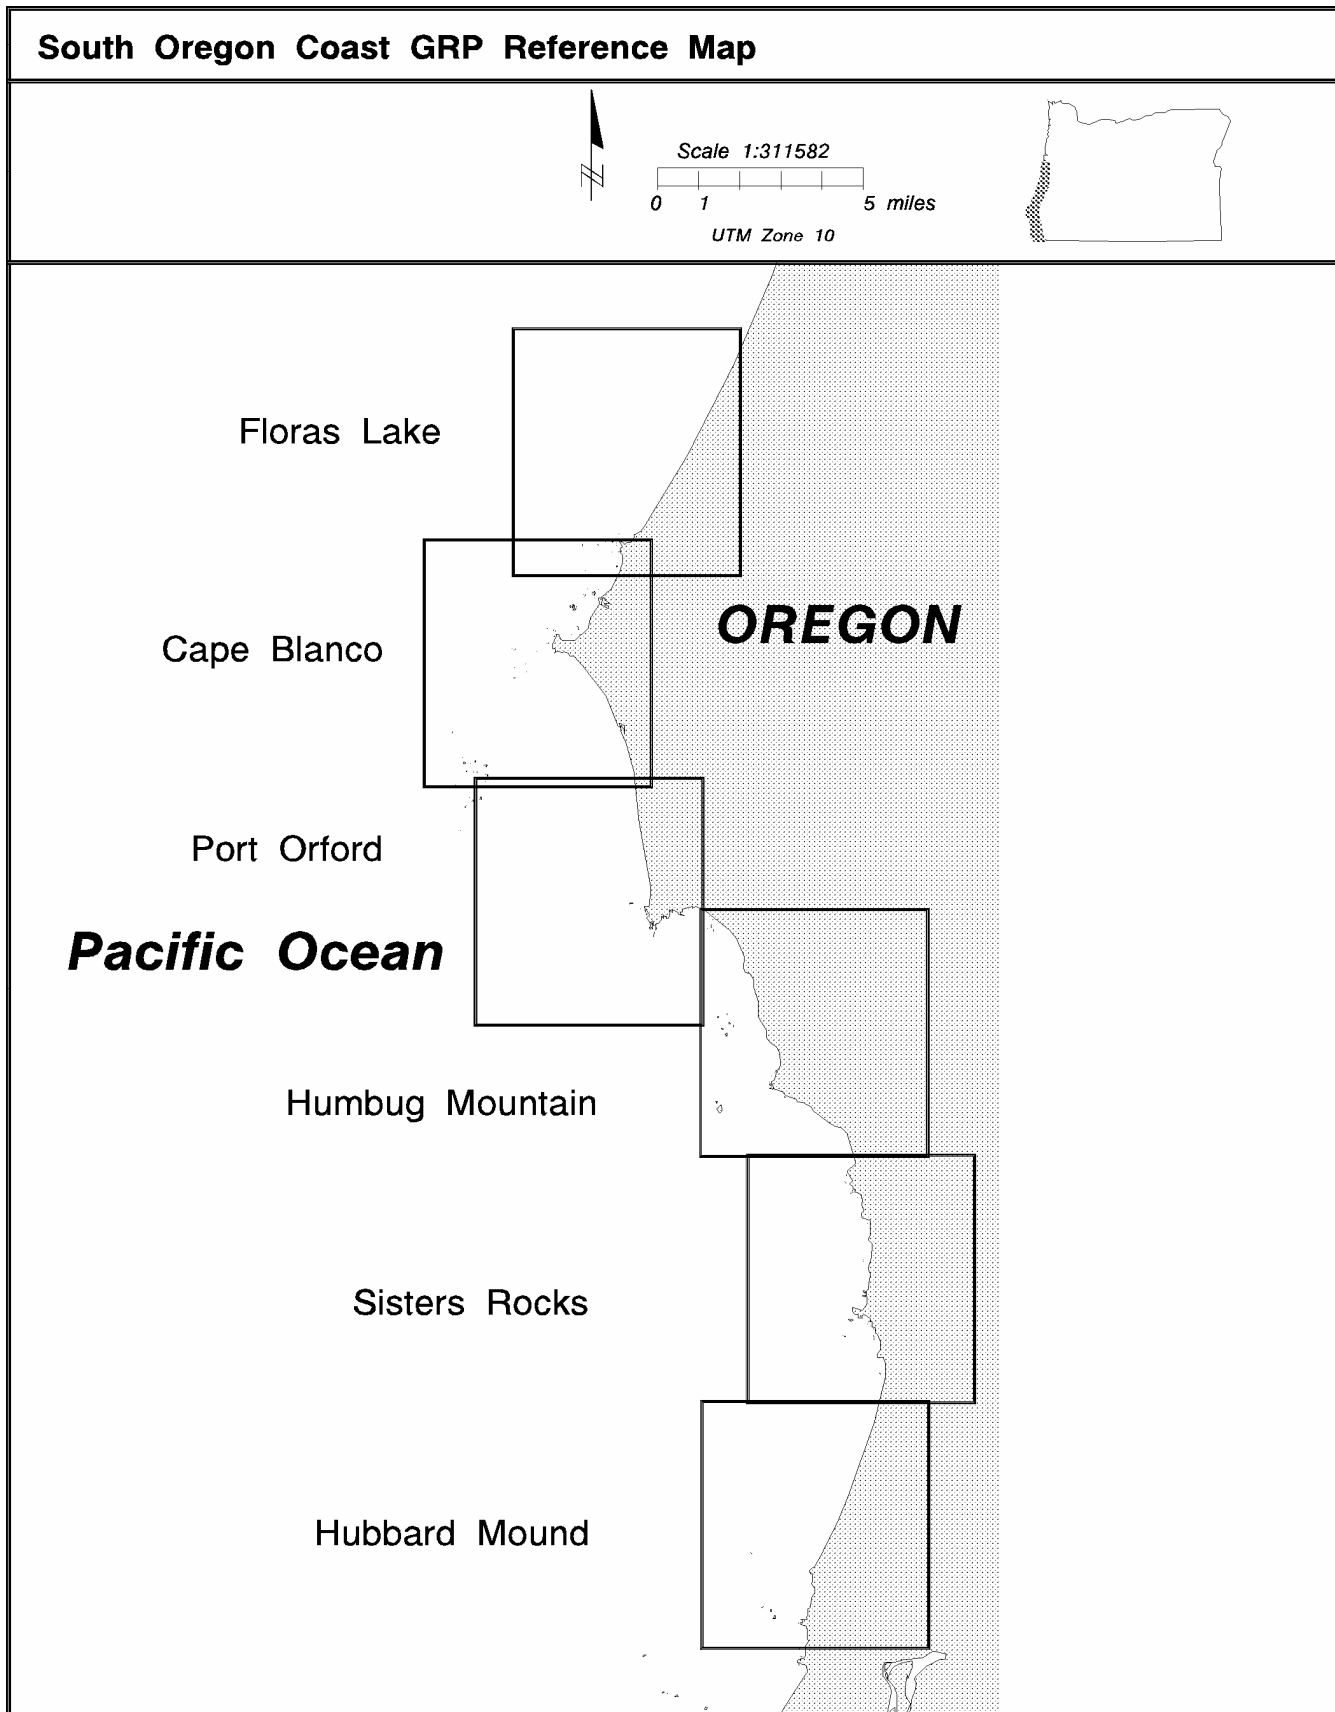 South Oregon Coast GRP Reference Map
Scale 1:311582
0 1 5 miles
UTM Zone 10
N
Floras Lake
OREGON
Cape Blanco
Port Orford
Pacific Ocean
Humbug Mountain
Sisters Rocks
Hubbard Mound